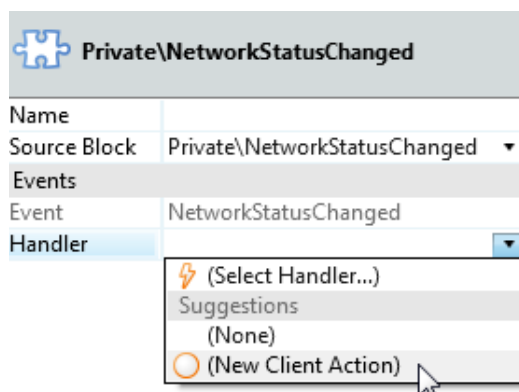 Private\NetworkStatusChanged
Name
Source Block Private\NetworkStatusChanged
Events
Event NetworkStatusChanged
Handler
(Select Handler...)
Suggestions
(None)
(New Client Action)